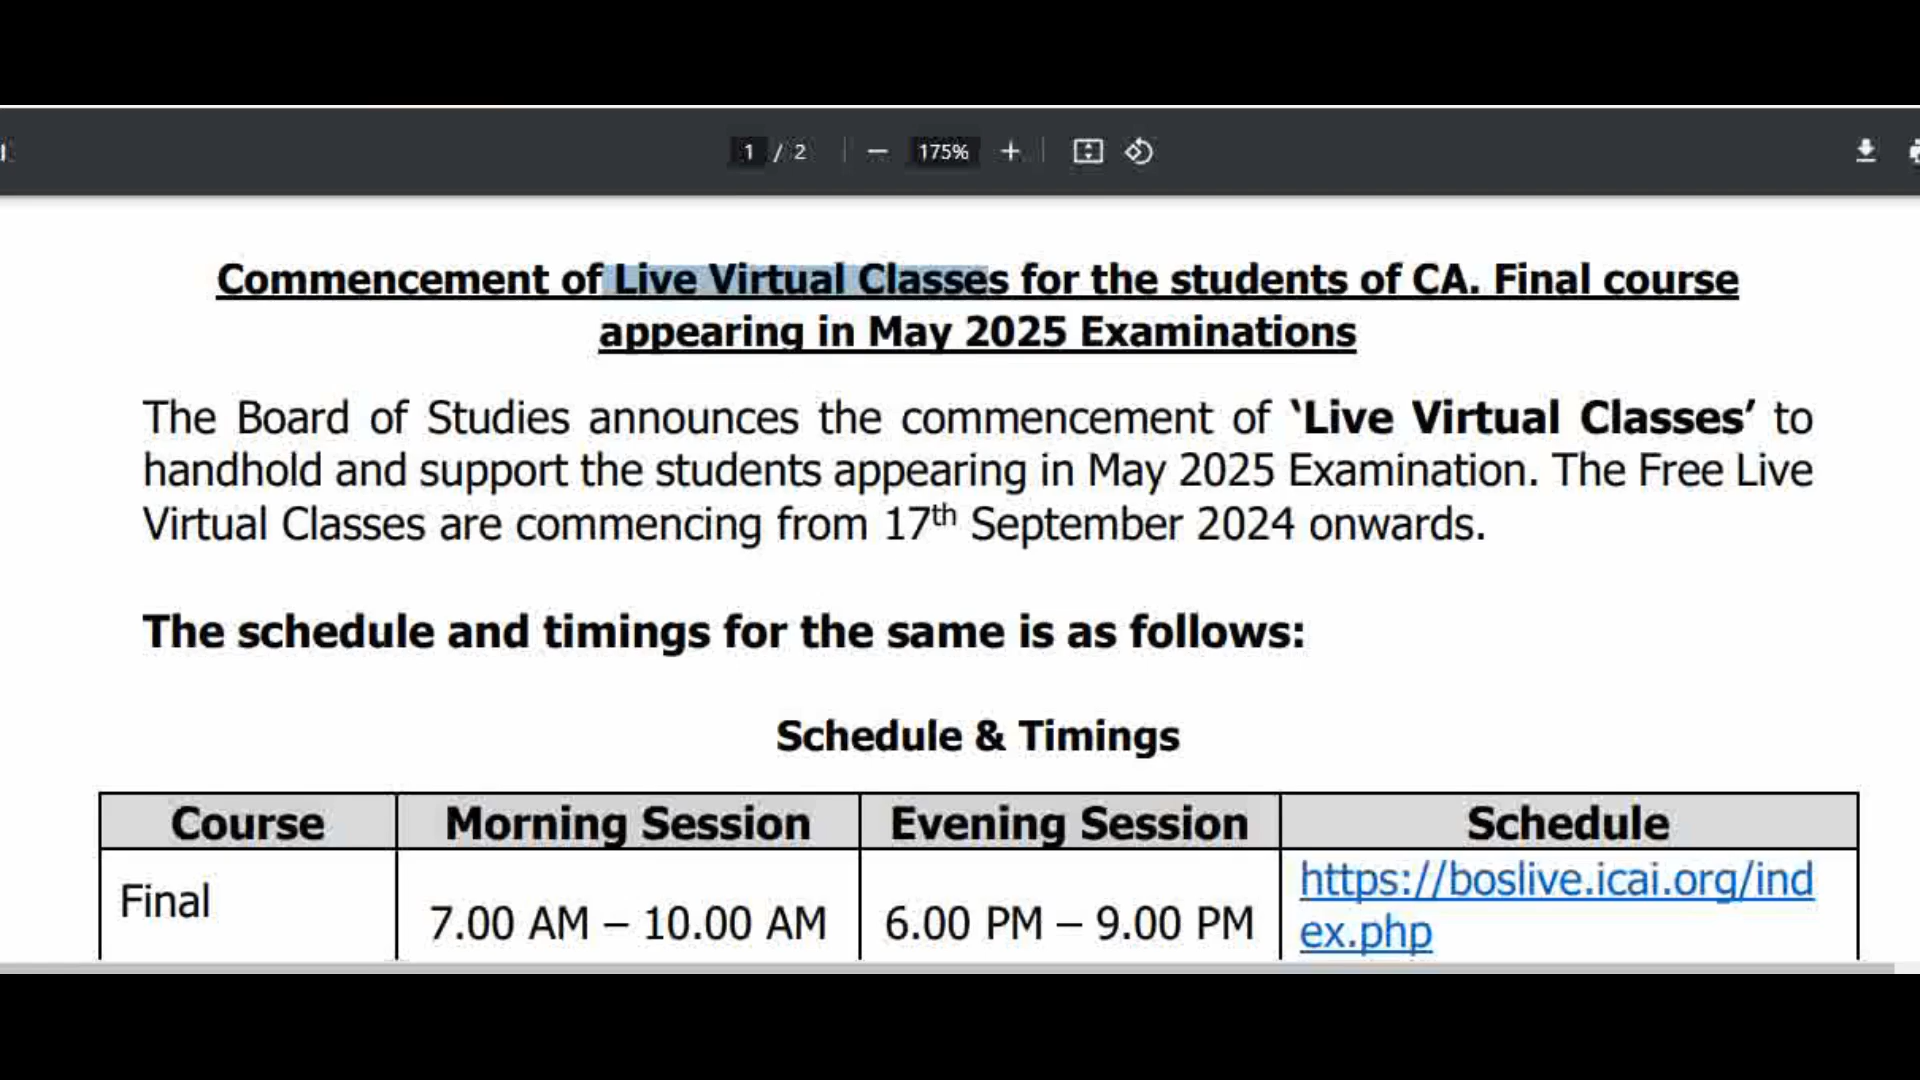 1 / 2
175%
Commencement of Live Virtual Classes for the students of CA. Final course
appearing in May 2025 Examinations
The Board of Studies announces the commencement of ‘Live Virtual Classes’ to
handhold and support the students appearing in May 2025 Examination. The Free Live
Virtual Classes are commencing from 17th September 2024 onwards.
The schedule and timings for the same is as follows:
Schedule & Timings
Course Morning Session Evening Session Schedule
Final 7.00 AM – 10.00 AM 6.00 PM – 9.00 PM https://boslive.icai.org/ind
ex.php